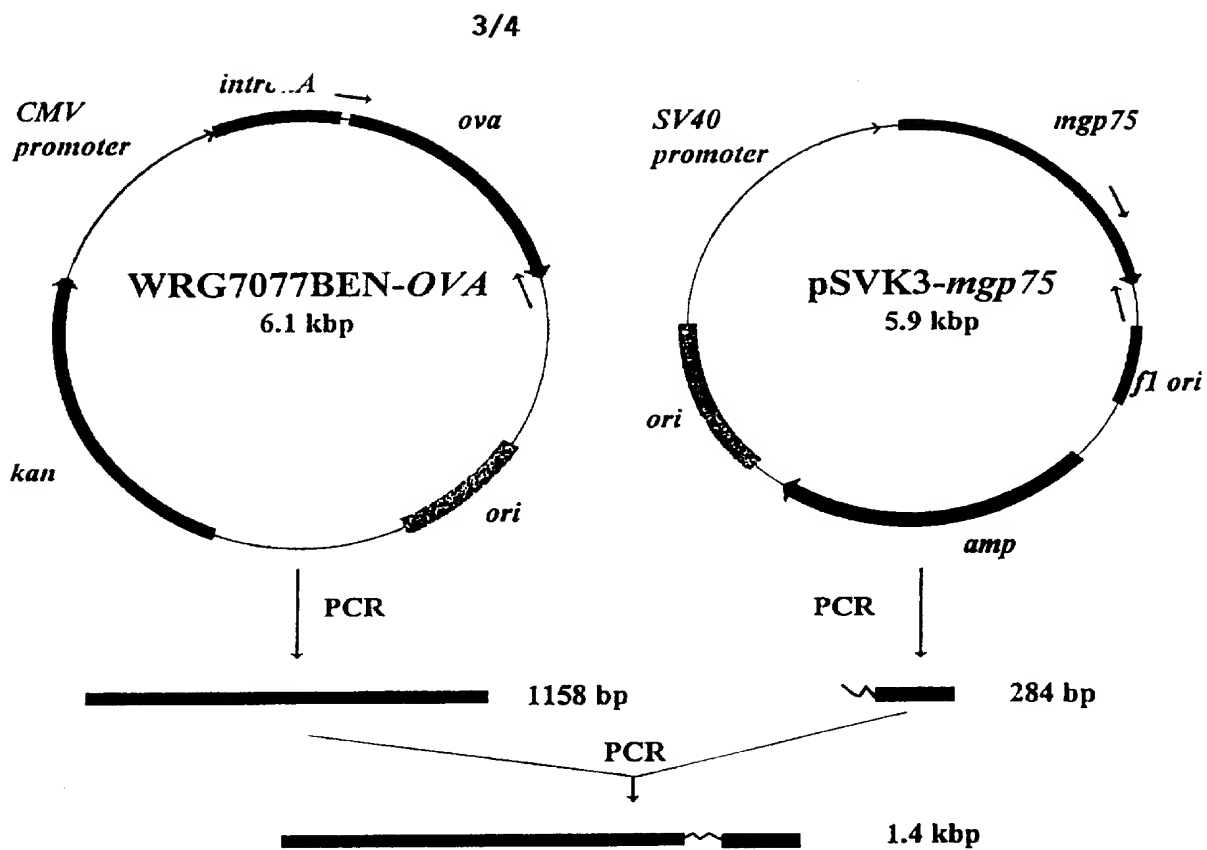 3/4
CMV
promoter
ova
WRG7077BEN-OVA
6.1 kbp
kan
ori
SV40
promoter
mgp75
pSVK3-mgp75
5.9 kbp
f1 ori
ori
amp
PCR
PCR
1158 bp
284 bp
PCR
1.4 kbp